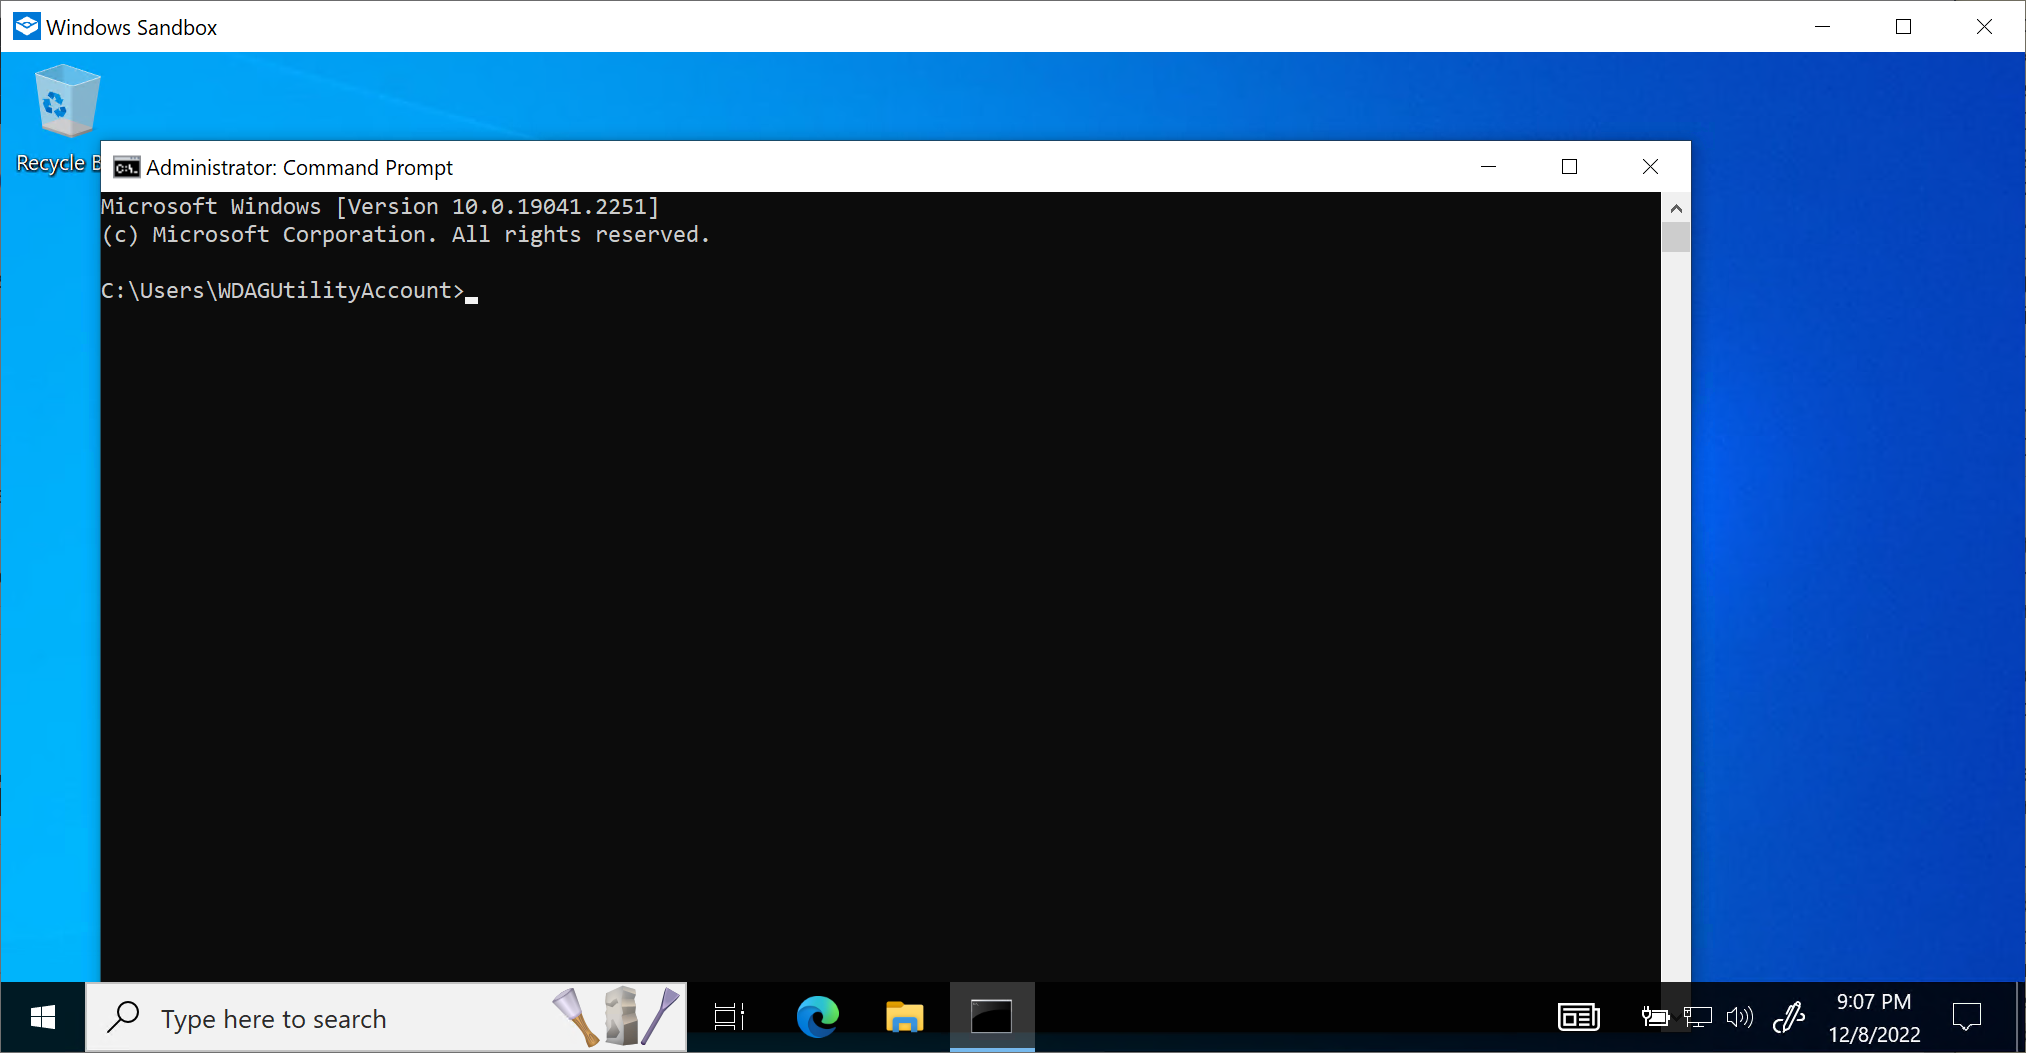 Windows Sandbox
Recycle B
Administrator: Command Prompt
Microsoft Windows [Version 10.0.19041.2251]
(c) Microsoft Corporation. All rights reserved.
C:\Users\WDAGUtilityAccount>
Type here to search
9:07 PM
12/8/2022